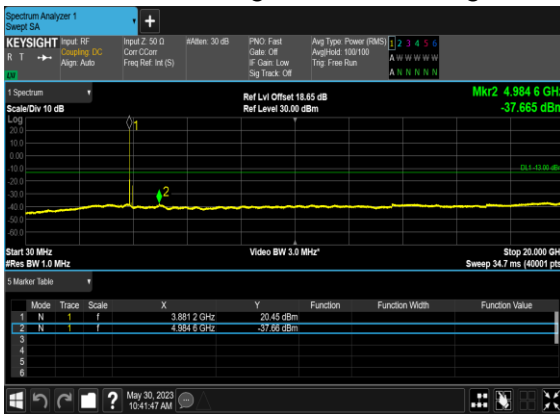 Spectrum Analyzer 1
Swept SA
KEYSIGHT Input: RF Input Z: 50 Ω #Atten: 30 dB PNO: Fast Avg Type: Power (RMS) 1 2 3 4 5 6
R T Coupling: DC Corr CCorr Gate: Off Avg|Hold: 100/100 A W W W W W
Align: Auto Freq Ref: Int (S) IF Gain: Low Trig: Free Run
LV Sig Track: Off A N N N N N
1 Spectrum Ref Lvl Offset 18.65 dB Mkr2 4.984 6 GHz
Scale/Div 10 dB Ref Level 30.00 dBm -37.665 dBm
Log
20.0
10.0
0.00
-10.0
-20.0
-30.0
-40.0
-50.0
-60.0
1
2
DL1 -13.00 dBm
Start 30 MHz Video BW 3.0 MHz* Stop 20.000 GH
#Res BW 1.0 MHz Sweep 34.7 ms (40001 pts
5 Marker Table
Mode Trace Scale X Y Function Function Width Function Value
1 N 1 f 3.881 2 GHz 20.45 dBm
2 N 1 f 4.984 6 GHz -37.66 dBm
3
4
5
6
? May 30, 2023
10:41:47 AM